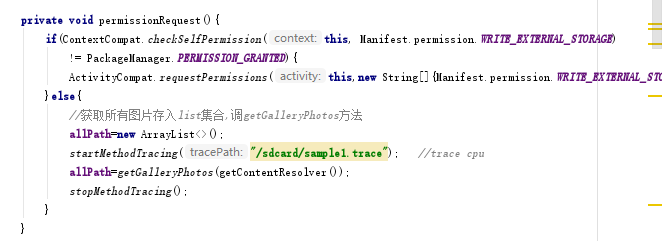 private void permissionRequest(){
if(ContextCompat.checkSelfPermission( context: this, Manifest.permission.WRITE_EXTERNAL_STORAGE)
!= PackageManager.PERMISSION_GRANTED){
ActivityCompat.requestPermissions( activity: this,new String[]{Manifest.permission.WRITE_EXTERNAL_STO
}else{
//获取所有图片存入list集合,调getGalleryPhotos方法
allPath=new ArrayList<>();
startMethodTracing( tracePath: "/sdcard/sample1.trace"); //trace cpu
allPath=getGalleryPhotos(getContentResolver());
stopMethodTracing();
}
}